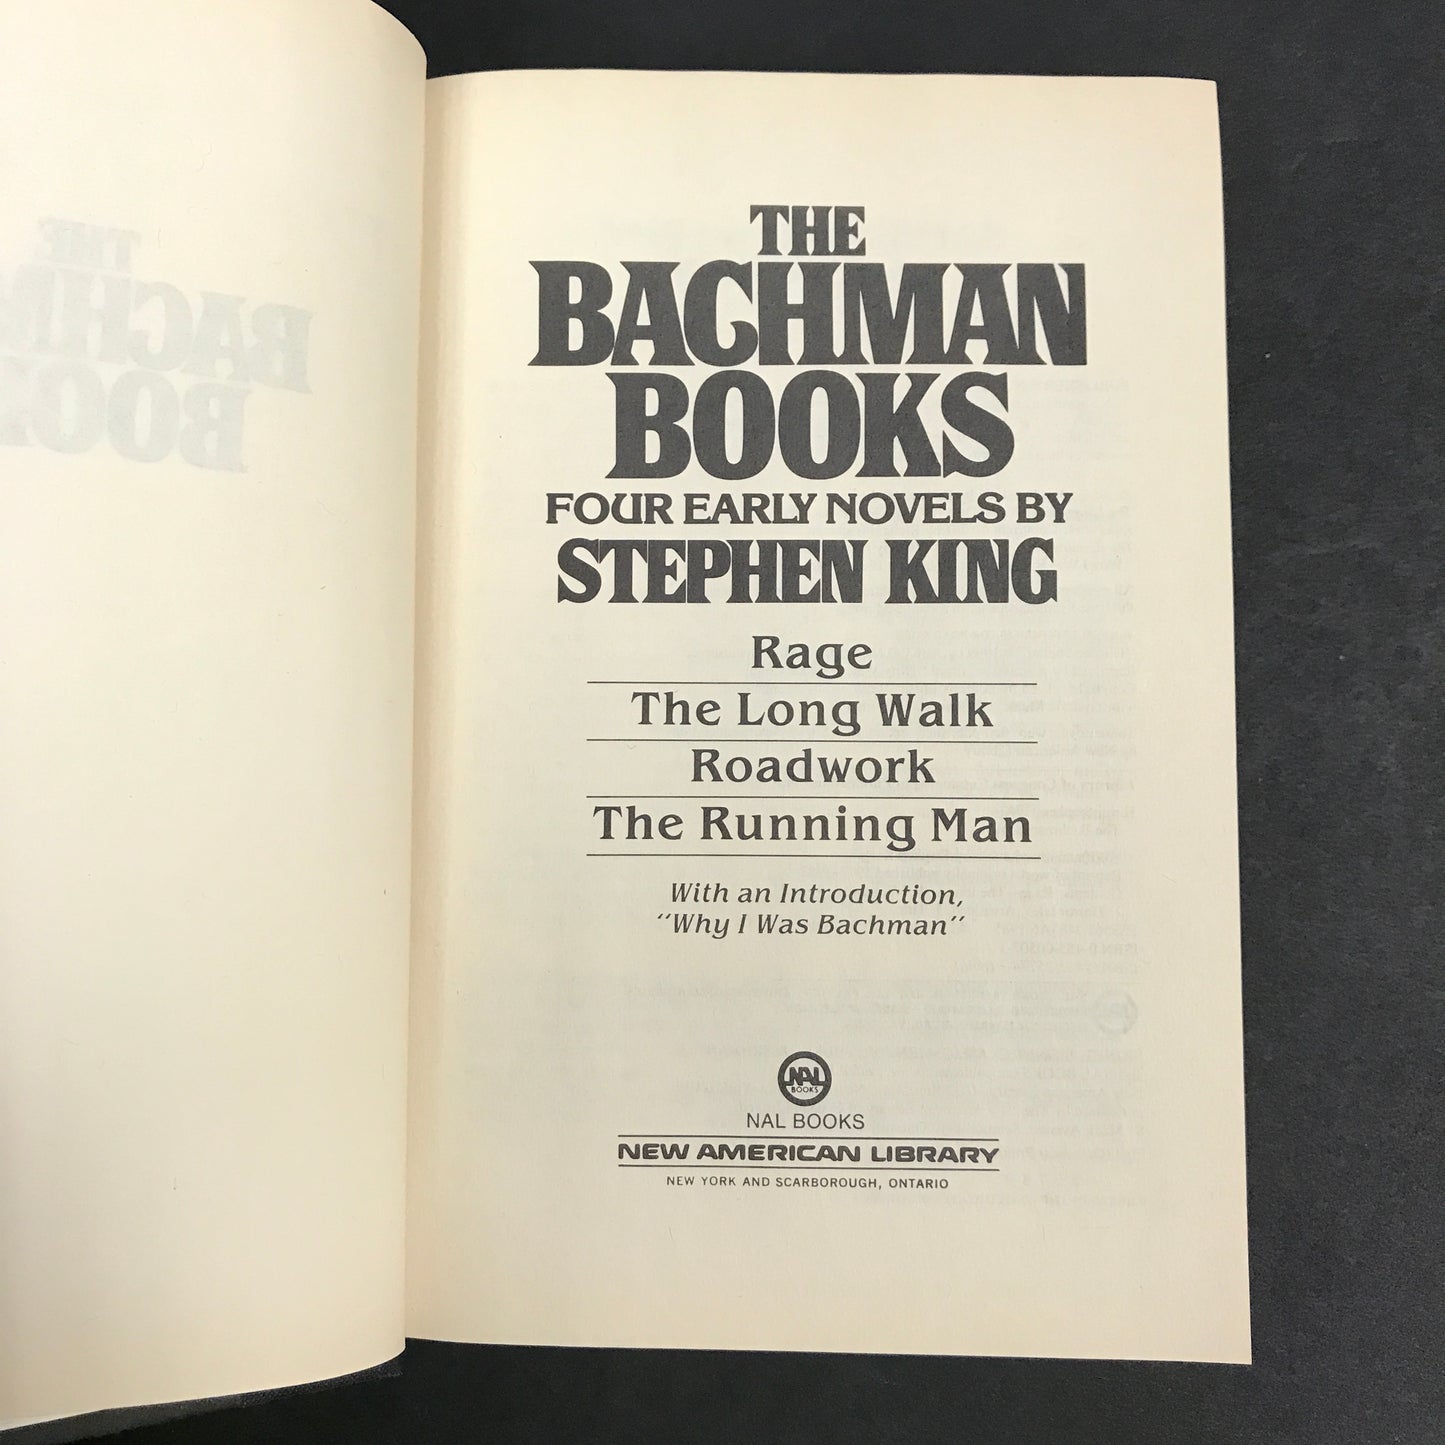 THE
BACHMAN
BOOKS
FOUR EARLY NOVELS BY
STEPHEN KING
Rage
The Long Walk
Roadwork
The Running Man
With an Introduction,
"Why I Was Bachman"
NAL
BOOKS
NAL BOOKS
NEW AMERICAN LIBRARY
NEW YORK AND SCARBOROUGH, ONTARIO